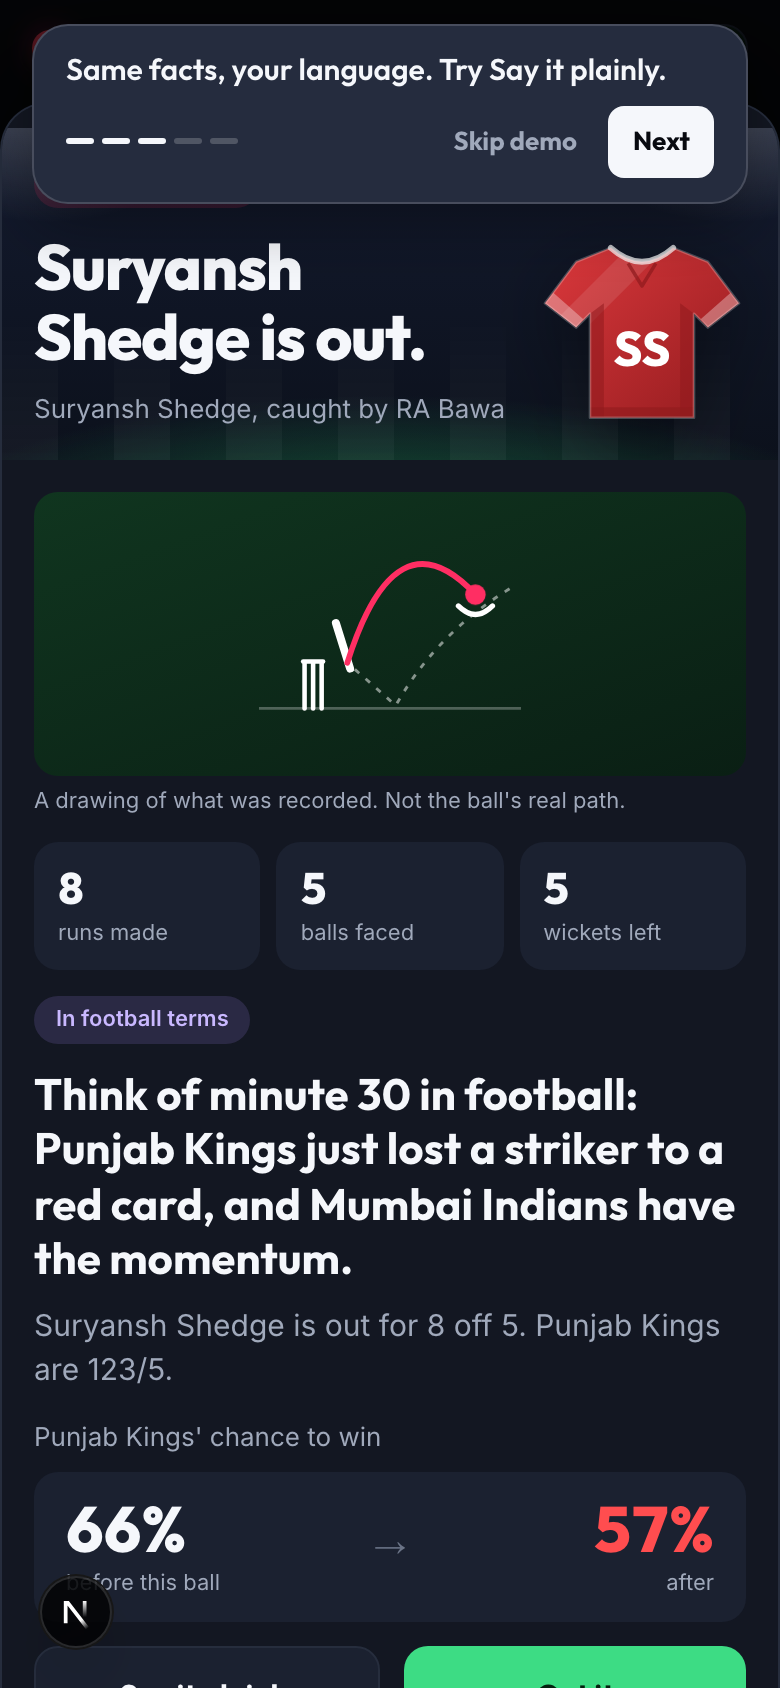 Same facts, your language. Try Say it plainly.
Skip demo
Next
Suryansh
Shedge is out.
Suryansh Shedge, caught by RA Bawa
SS
A drawing of what was recorded. Not the ball's real path.
8
runs made
5
balls faced
5
wickets left
In football terms
Think of minute 30 in football:
Punjab Kings just lost a striker to a
red card, and Mumbai Indians have
the momentum.
Suryansh Shedge is out for 8 off 5. Punjab Kings
are 123/5.
Punjab Kings' chance to win
66%
before this ball
→
57%
after
N